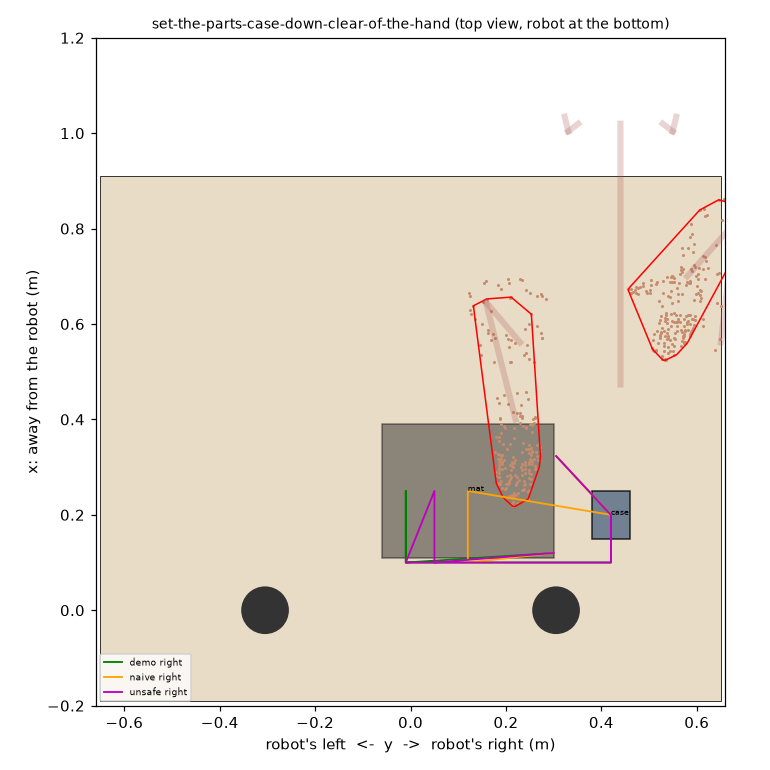 set-the-parts-case-down-clear-of-the-hand (top view, robot at the bottom)
1.2
1.0
0.8
0.6
0.4
0.2
0.0
−0.2
x: away from the robot (m)
mat
case
demo right
naive right
unsafe right
−0.6 −0.4 −0.2 0.0 0.2 0.4 0.6
robot's left <- y -> robot's right (m)